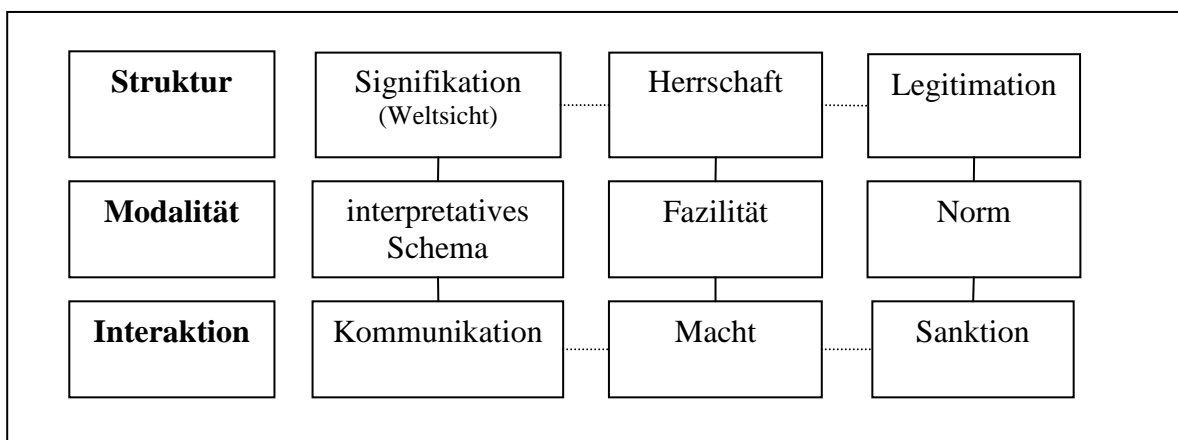 Struktur
Signifikation
(Weltsicht)
Herrschaft
Legitimation
Modalität
interpretatives
Schema
Fazilität
Norm
Interaktion
Kommunikation
Macht
Sanktion